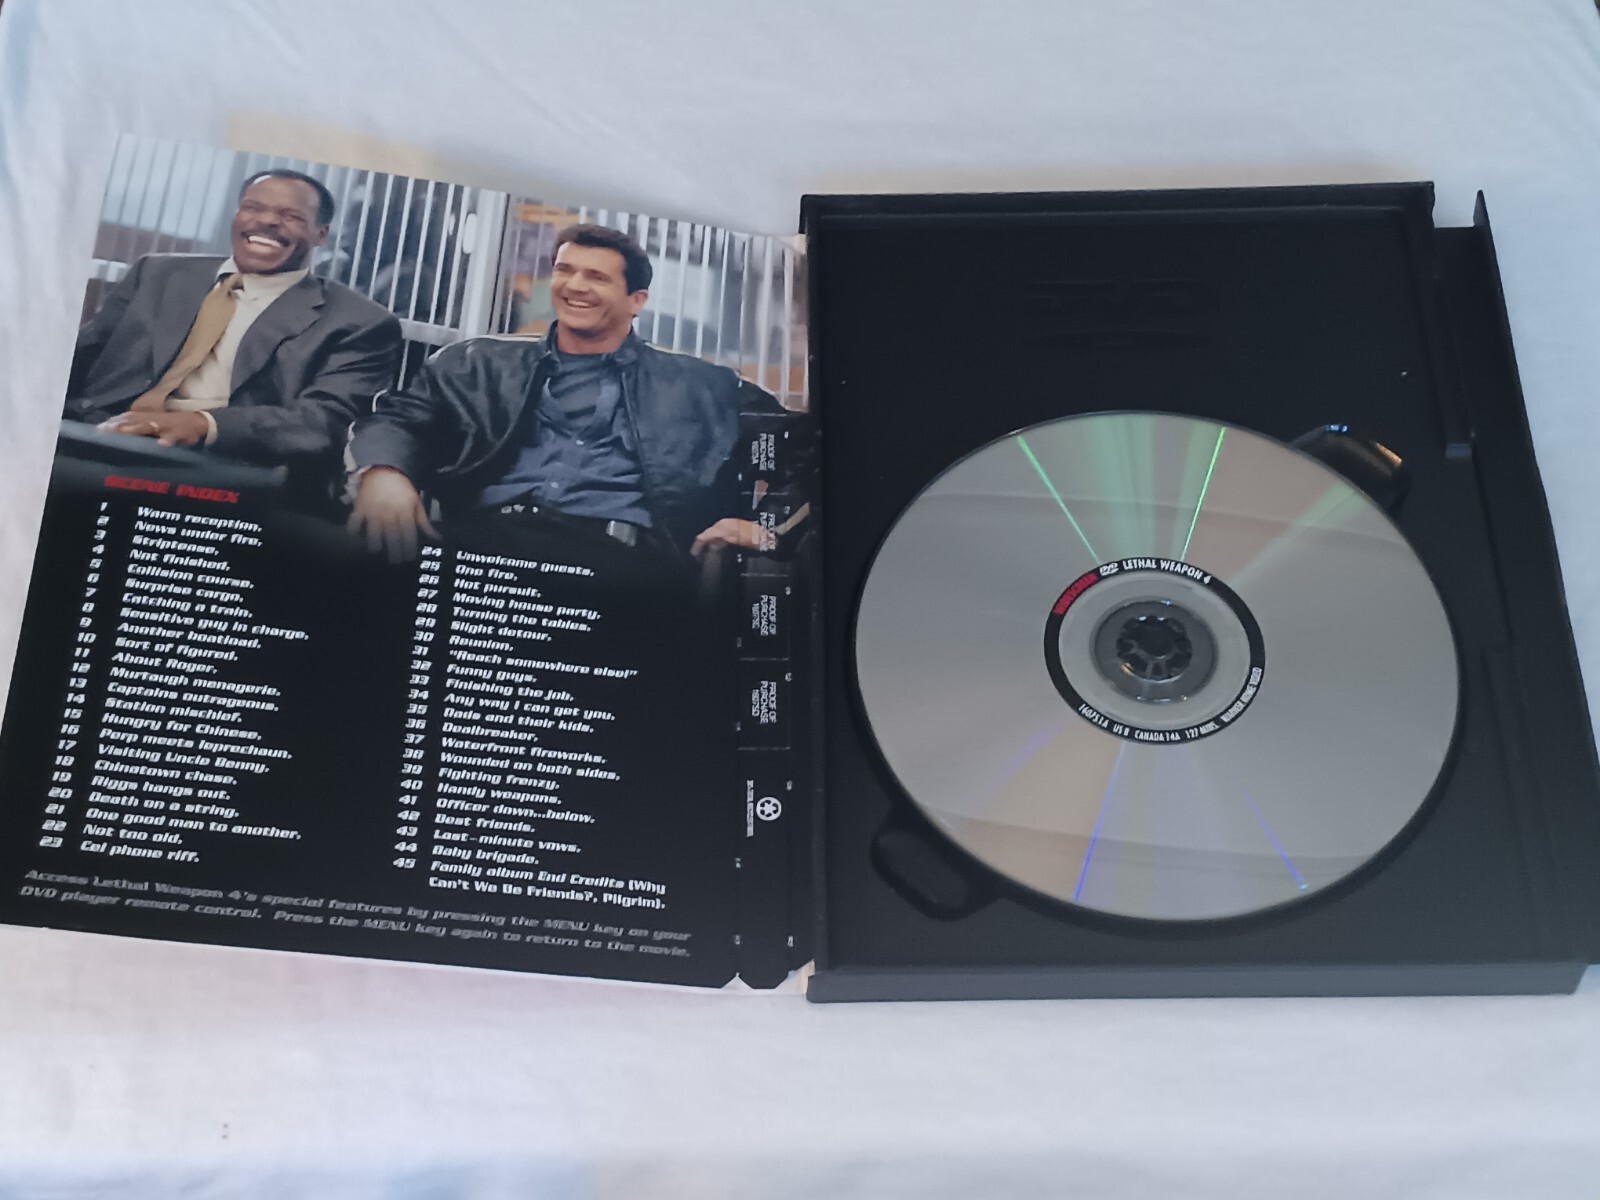 SCENE INDEX
1 Warm reception.
2 News under fire.
3 Striptease.
4 Not finished.
5 Collision course.
6 Surprise cargo.
7 Catching a train.
8 Sensitive guy in charge.
9 Another boatload.
10 Sort of figured.
11 About Roger.
12 Murtaugh menagerie.
13 Captains outrageous.
14 Station mischief.
15 Hungry for Chinese.
16 Perp meets leprechaun.
17 Visiting Uncle Benny.
18 Chinatown chase.
19 Riggs hangs out.
20 Death on a string.
21 One good man to another.
22 Not too old.
23 Cel phone riff.
24 Unwelcome guests.
25 One fire.
26 Hot pursuit.
27 Moving house party.
28 Turning the tables.
29 Slight detour.
30 Reunion.
31 "Reach somewhere else!"
32 Funny guys.
33 Finishing the job.
34 Any way I can get you.
35 Dads and their kids.
36 Dealbreaker.
37 Waterfront fireworks.
38 Wounded on both sides.
39 Fighting frenzy.
40 Handy weapons.
41 Officer down...below.
42 Best friends.
43 Last-minute vows.
44 Baby brigade.
45 Family album End Credits (Why
Can't We Be Friends?, Pilgrim).
Access Lethal Weapon 4's special features by pressing the MENU key on your
DVD player remote control. Press the MENU key again to return to the movie.
PROOF OF
PURCHASE
16075A
PROOF OF
PURCHASE
PROOF OF
PURCHASE
16075C
PROOF OF
PURCHASE
16075D
WIDESCREEN DVD LETHAL WEAPON 4
16075.1A US R CANADA 14A 127 MINS. WARNER HOME VIDEO